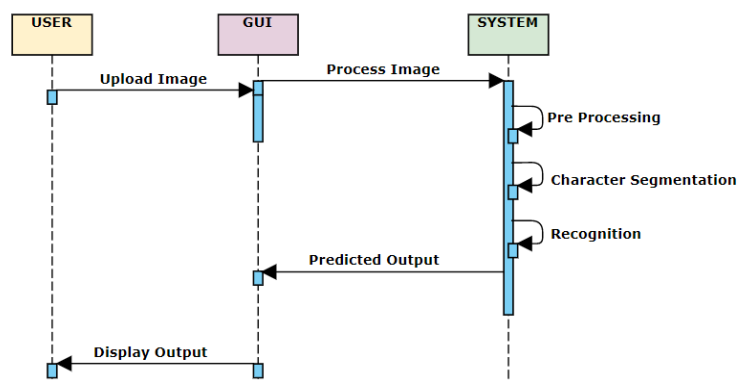 USER
GUI
SYSTEM
Upload Image
Process Image
Pre Processing
Character Segmentation
Recognition
Predicted Output
Display Output